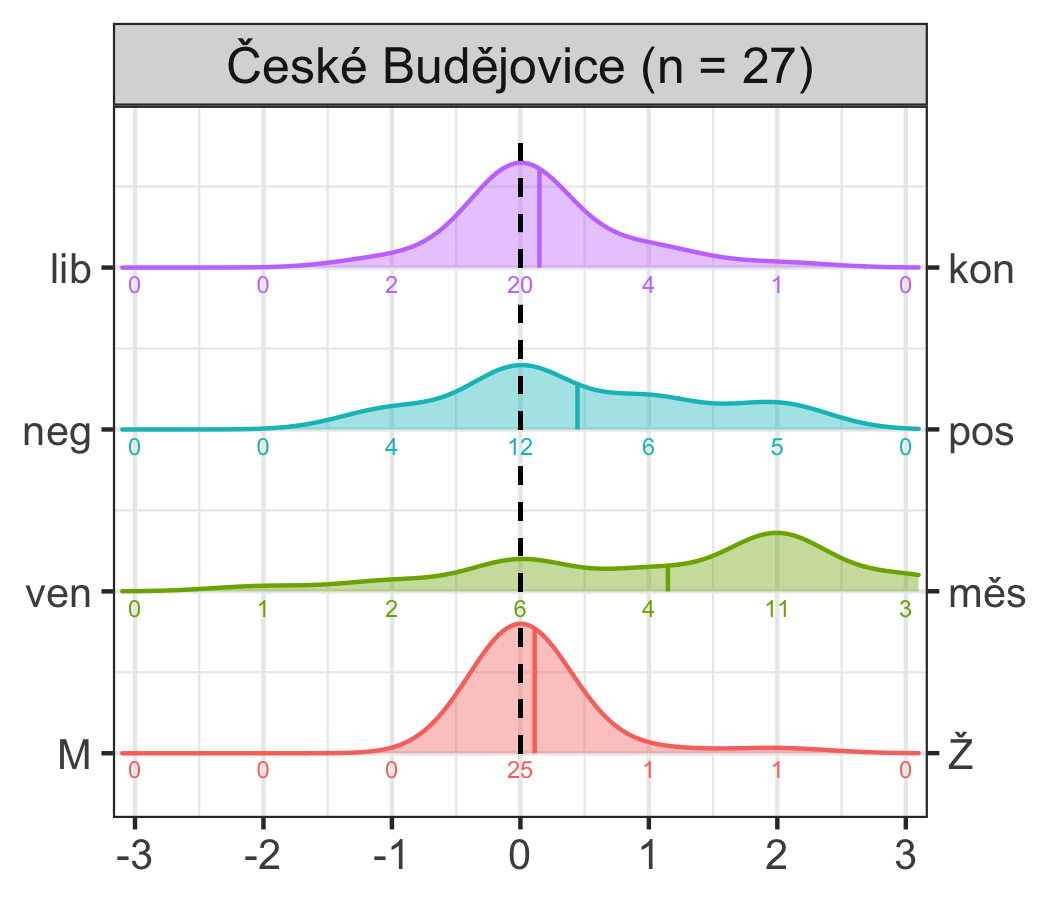 České Budějovice (n = 27)
lib kon
0 0 2 20 4 1 0
neg pos
0 0 4 12 6 5 0
ven měs
0 1 2 6 4 11 3
M Ž
0 0 0 25 1 1 0
-3 -2 -1 0 1 2 3